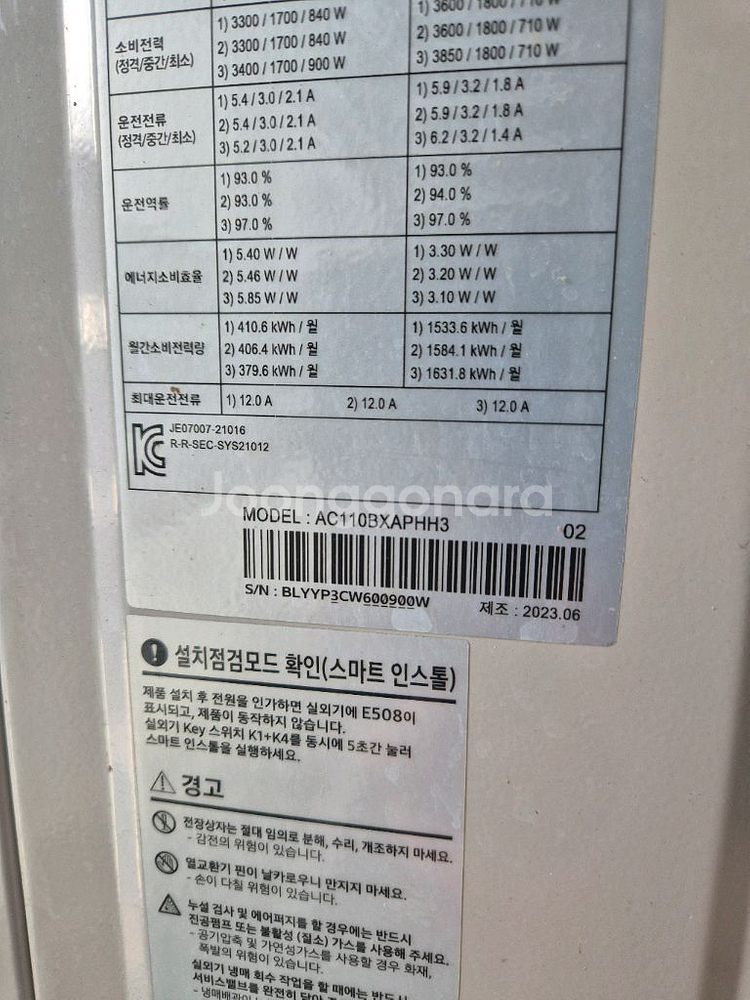 소비전력
(정격/중간/최소)
1) 3300 / 1700 / 840 W
2) 3300 / 1700 / 840 W
3) 3400 / 1700 / 900 W
1) 3600 / 1800 / 710 W
2) 3600 / 1800 / 710 W
3) 3850 / 1800 / 710 W
운전전류
(정격/중간/최소)
1) 5.4 / 3.0 / 2.1 A
2) 5.4 / 3.0 / 2.1 A
3) 5.2 / 3.0 / 2.1 A
1) 5.9 / 3.2 / 1.8 A
2) 5.9 / 3.2 / 1.8 A
3) 6.2 / 3.2 / 1.4 A
운전역률
1) 93.0 %
2) 93.0 %
3) 97.0 %
1) 93.0 %
2) 94.0 %
3) 97.0 %
에너지소비효율
1) 5.40 W / W
2) 5.46 W / W
3) 5.85 W / W
1) 3.30 W / W
2) 3.20 W / W
3) 3.10 W / W
월간소비전력량
1) 410.6 kWh / 월
2) 406.4 kWh / 월
3) 379.6 kWh / 월
1) 1533.6 kWh / 월
2) 1584.1 kWh / 월
3) 1631.8 kWh / 월
최대운전전류
1) 12.0 A 2) 12.0 A 3) 12.0 A
JE07007-21016
R-R-SEC-SYS21012
Joonggonara
MODEL : AC110BXAPHH3 02
S/N : BLYYP3CW600900W 제조 : 2023.06
설치점검모드 확인(스마트 인스톨)
제품 설치 후 전원을 인가하면 실외기에 E508이
표시되고, 제품이 동작하지 않습니다.
실외기 Key 스위치 K1+K4를 동시에 5초간 눌러
스마트 인스톨을 실행하세요.
경고
전장상자는 절대 임의로 분해, 수리, 개조하지 마세요.
- 감전의 위험이 있습니다.
열교환기 핀이 날카로우니 만지지 마세요.
- 손이 다칠 위험이 있습니다.
누설 검사 및 에어퍼지를 할 경우에는 반드시
진공펌프 또는 불활성 (질소) 가스를 사용해 주세요.
- 공기압축 및 가연성가스를 사용할 경우 화재,
폭발의 위험이 있습니다.
실외기 냉매 회수 작업을 할 때에는 반드시
서비스밸브를 완전히 닫아
- 냉매배관이